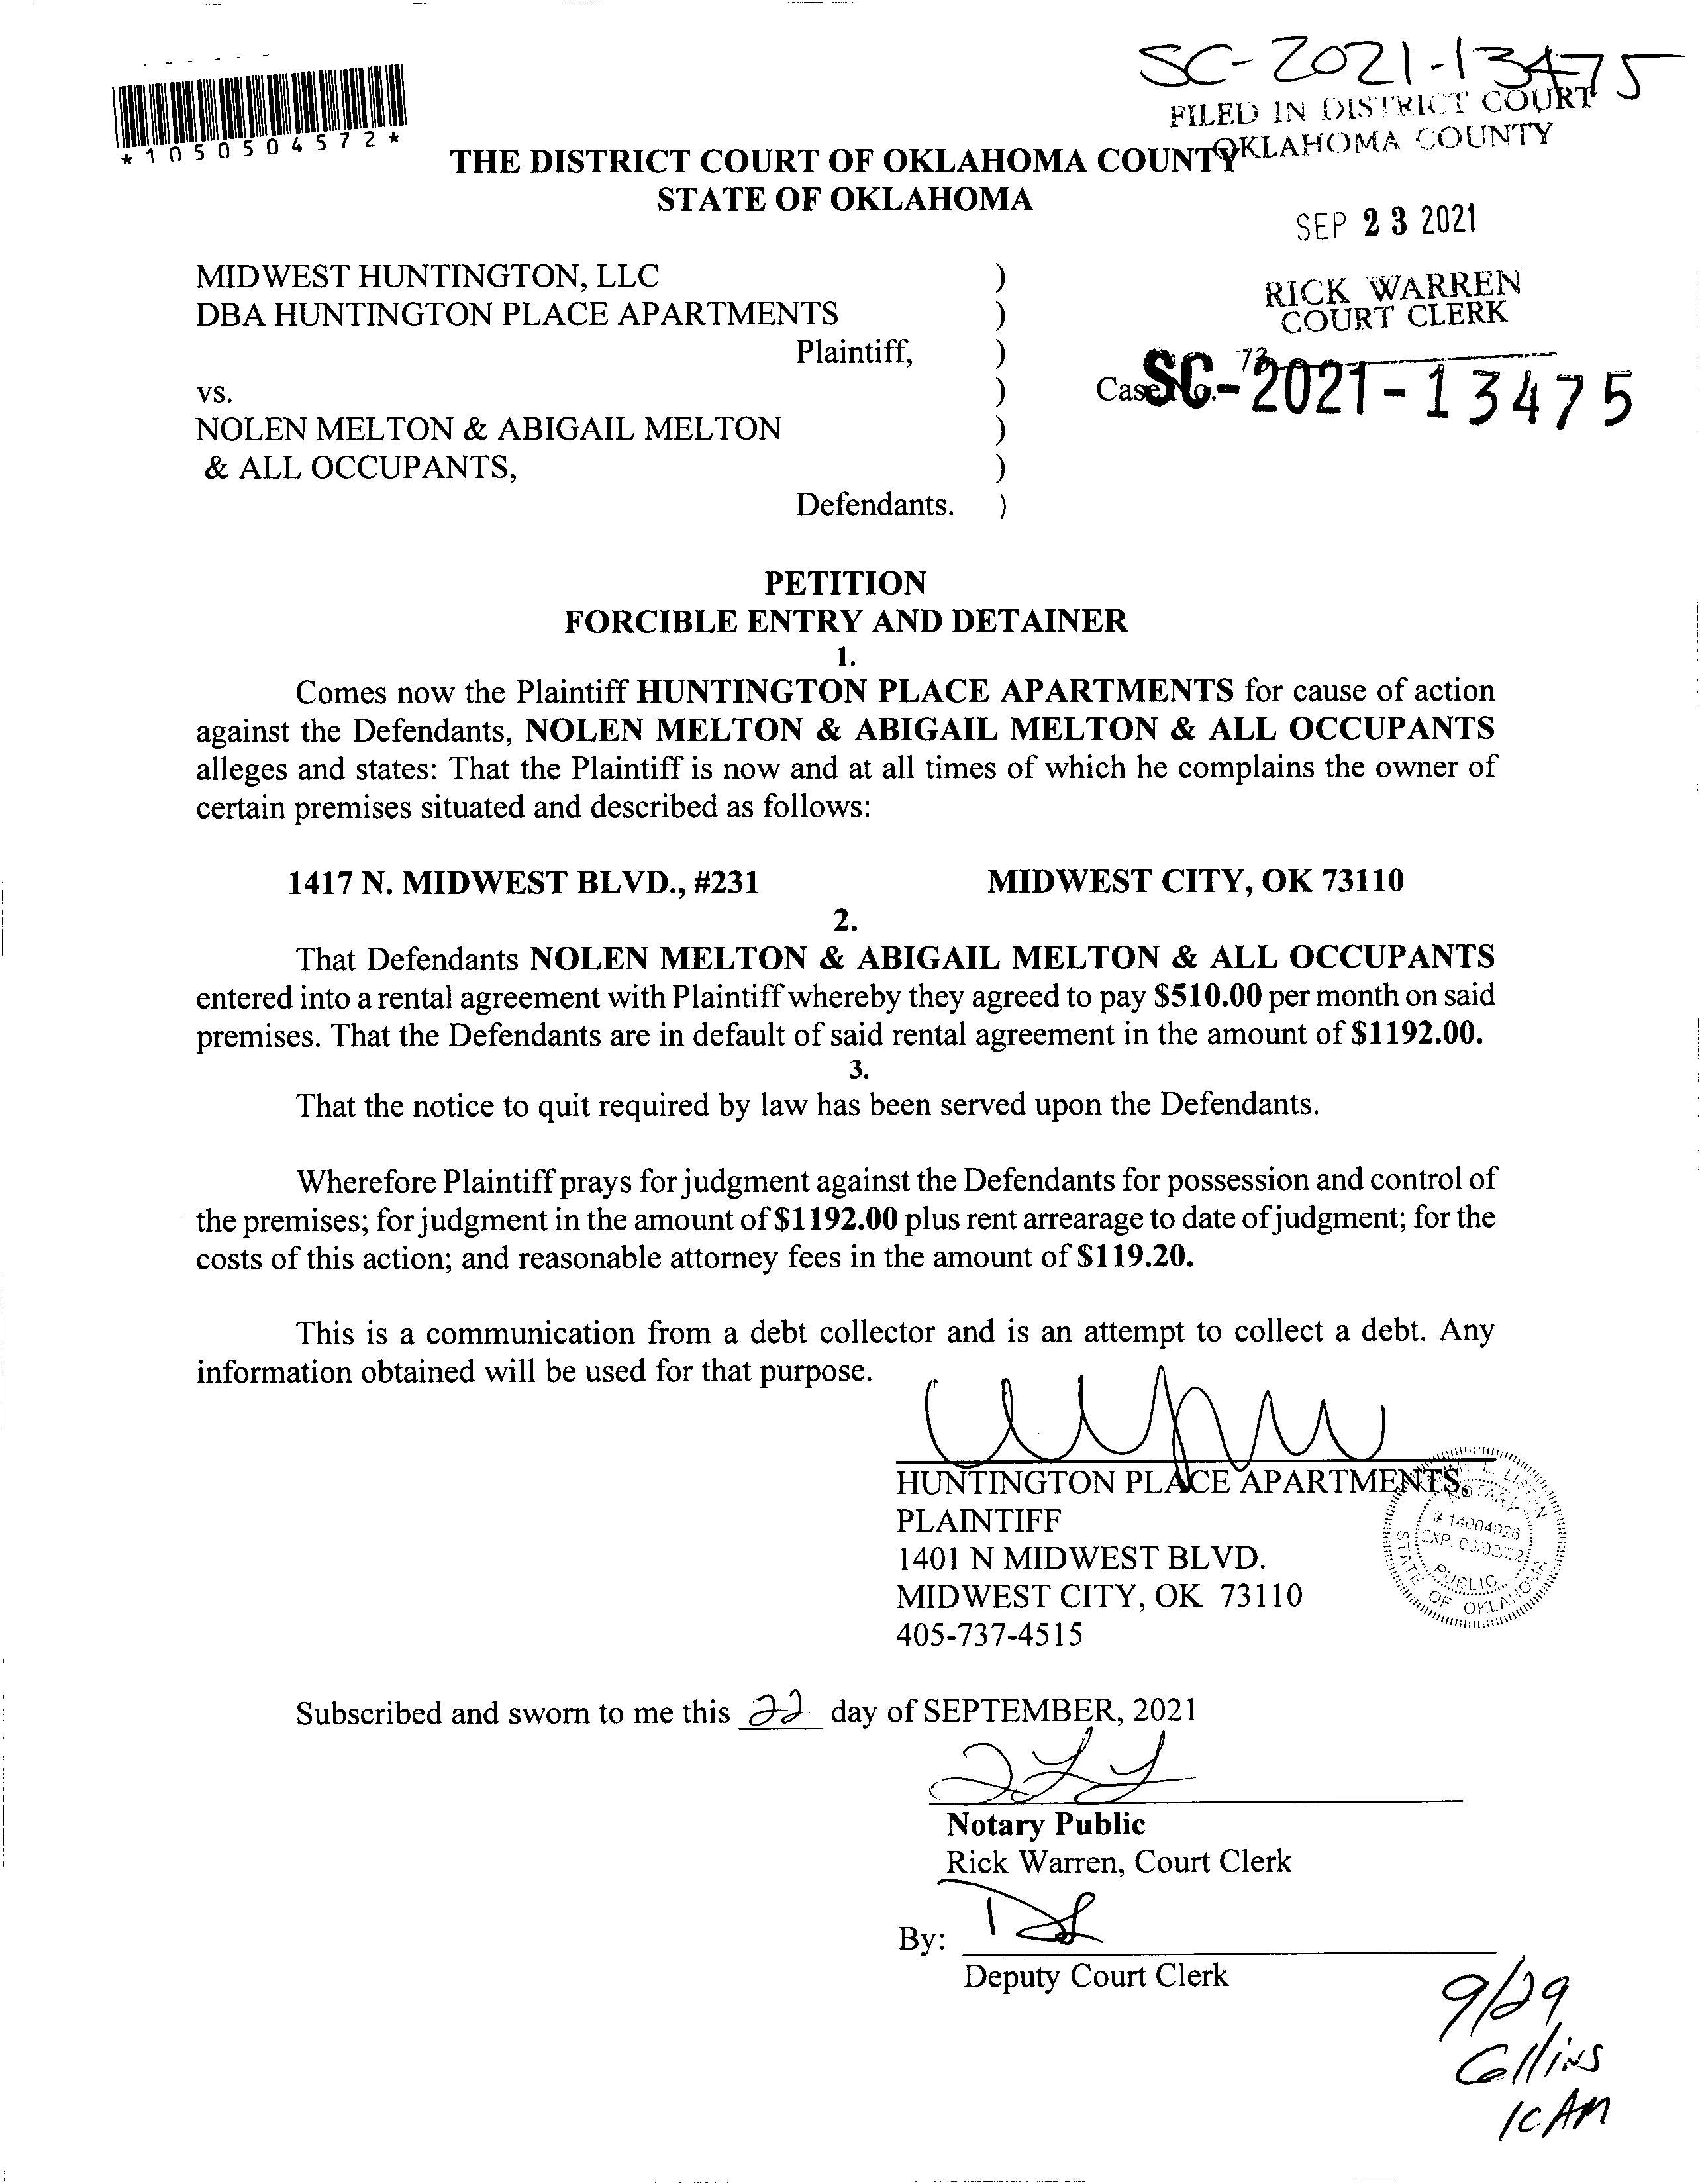 SC-2021-13475
FILED IN DISTRICT COURT
OKLAHOMA COUNTY
*1050504572*
THE DISTRICT COURT OF OKLAHOMA COUNTY
STATE OF OKLAHOMA
SEP 23 2021
MIDWEST HUNTINGTON, LLC )
DBA HUNTINGTON PLACE APARTMENTS )
RICK WARREN
COURT CLERK
Plaintiff, )
vs. ) Case No. SC-2021-13475
NOLEN MELTON & ABIGAIL MELTON )
& ALL OCCUPANTS, )
Defendants. )
PETITION
FORCIBLE ENTRY AND DETAINER
1.
Comes now the Plaintiff HUNTINGTON PLACE APARTMENTS for cause of action
against the Defendants, NOLEN MELTON & ABIGAIL MELTON & ALL OCCUPANTS
alleges and states: That the Plaintiff is now and at all times of which he complains the owner of
certain premises situated and described as follows:
1417 N. MIDWEST BLVD., #231 MIDWEST CITY, OK 73110
2.
That Defendants NOLEN MELTON & ABIGAIL MELTON & ALL OCCUPANTS
entered into a rental agreement with Plaintiff whereby they agreed to pay $510.00 per month on said
premises. That the Defendants are in default of said rental agreement in the amount of $1192.00.
3.
That the notice to quit required by law has been served upon the Defendants.
Wherefore Plaintiff prays for judgment against the Defendants for possession and control of
the premises; for judgment in the amount of $1192.00 plus rent arrearage to date of judgment; for the
costs of this action; and reasonable attorney fees in the amount of $119.20.
This is a communication from a debt collector and is an attempt to collect a debt. Any
information obtained will be used for that purpose.
HUNTINGTON PLACE APARTMENTS,
PLAINTIFF
1401 N MIDWEST BLVD.
MIDWEST CITY, OK 73110
405-737-4515
NOTARY
# 14004926
EXP. 03/03/22
PUBLIC
STATE OF OKLAHOMA
Subscribed and sworn to me this 22 day of SEPTEMBER, 2021
Notary Public
Rick Warren, Court Clerk
By:
Deputy Court Clerk
9/29
Collins